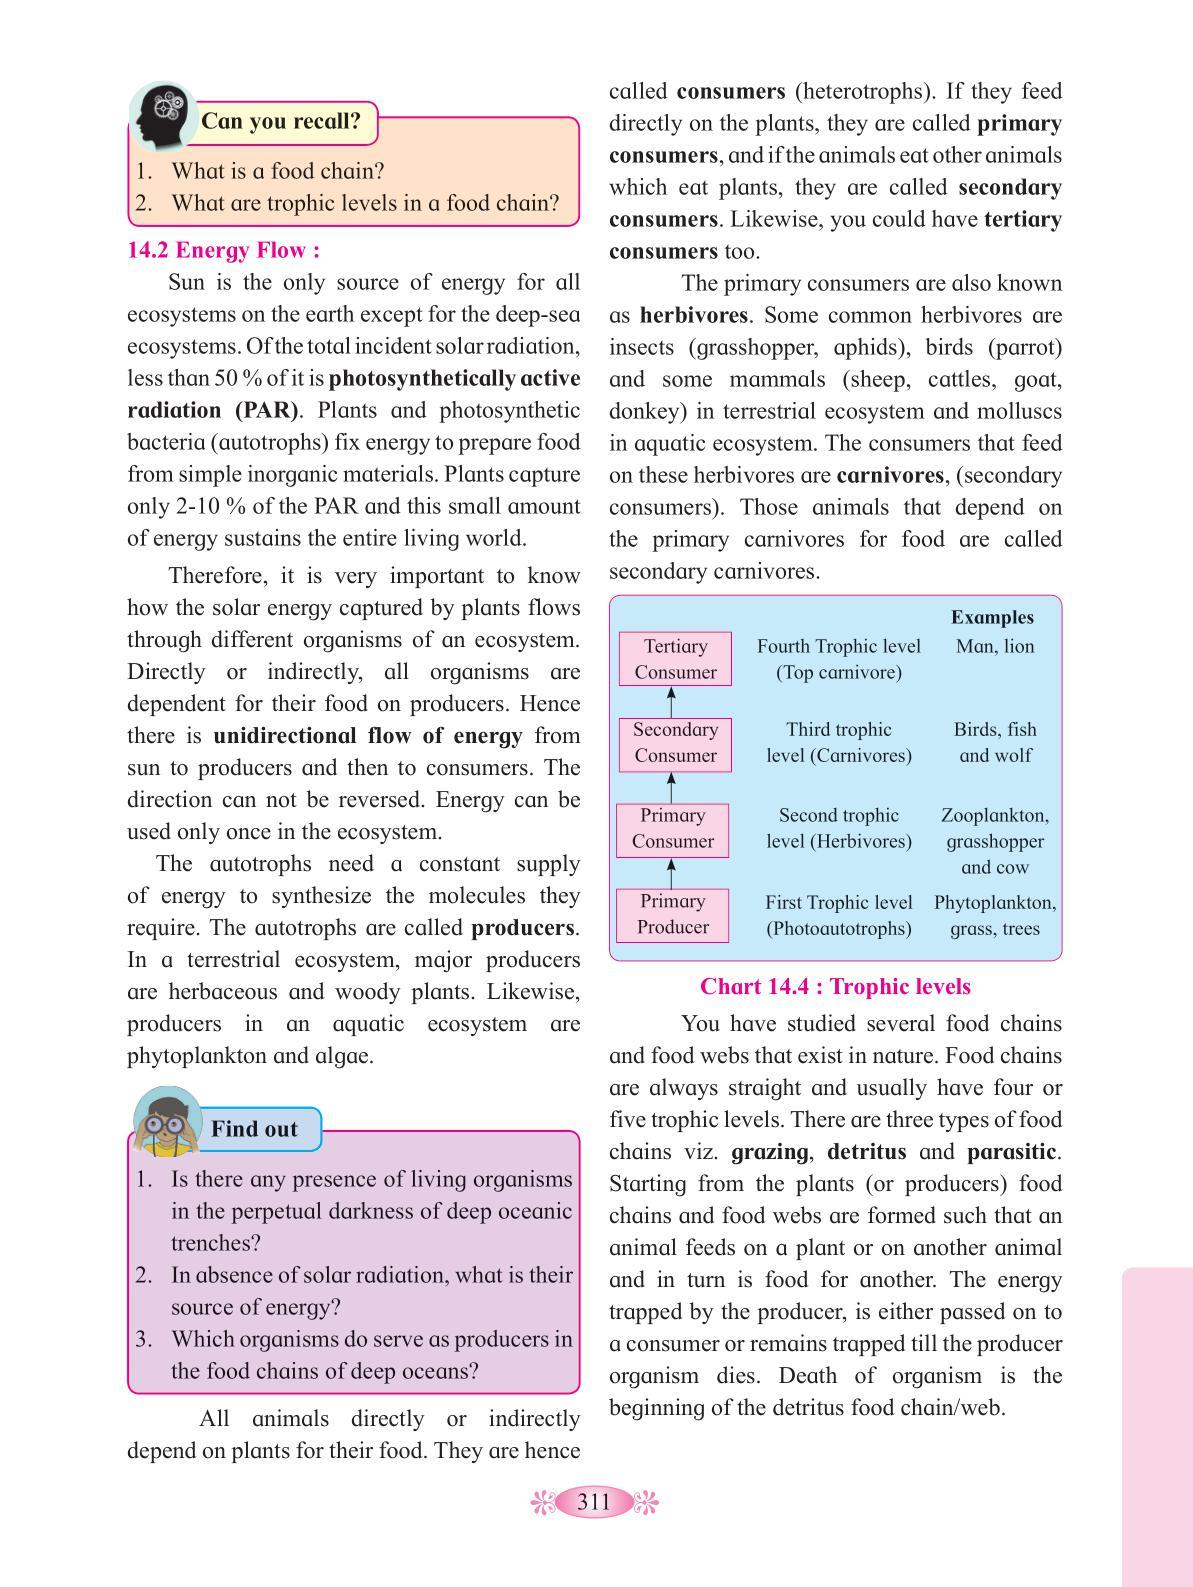 Can you recall?
1. What is a food chain?
2. What are trophic levels in a food chain?
14.2 Energy Flow :
Sun is the only source of energy for all
ecosystems on the earth except for the deep-sea
ecosystems. Of the total incident solar radiation,
less than 50 % of it is photosynthetically active
radiation (PAR). Plants and photosynthetic
bacteria (autotrophs) fix energy to prepare food
from simple inorganic materials. Plants capture
only 2-10 % of the PAR and this small amount
of energy sustains the entire living world.
Therefore, it is very important to know
how the solar energy captured by plants flows
through different organisms of an ecosystem.
Directly or indirectly, all organisms are
dependent for their food on producers. Hence
there is unidirectional flow of energy from
sun to producers and then to consumers. The
direction can not be reversed. Energy can be
used only once in the ecosystem.
The autotrophs need a constant supply
of energy to synthesize the molecules they
require. The autotrophs are called producers.
In a terrestrial ecosystem, major producers
are herbaceous and woody plants. Likewise,
producers in an aquatic ecosystem are
phytoplankton and algae.
Find out
1. Is there any presence of living organisms
in the perpetual darkness of deep oceanic
trenches?
2. In absence of solar radiation, what is their
source of energy?
3. Which organisms do serve as producers in
the food chains of deep oceans?
All animals directly or indirectly
depend on plants for their food. They are hence
called consumers (heterotrophs). If they feed
directly on the plants, they are called primary
consumers, and if the animals eat other animals
which eat plants, they are called secondary
consumers. Likewise, you could have tertiary
consumers too.
The primary consumers are also known
as herbivores. Some common herbivores are
insects (grasshopper, aphids), birds (parrot)
and some mammals (sheep, cattles, goat,
donkey) in terrestrial ecosystem and molluscs
in aquatic ecosystem. The consumers that feed
on these herbivores are carnivores, (secondary
consumers). Those animals that depend on
the primary carnivores for food are called
secondary carnivores.
Examples
Tertiary Fourth Trophic level Man, lion
Consumer (Top carnivore)
Secondary Third trophic Birds, fish
Consumer level (Carnivores) and wolf
Primary Second trophic Zooplankton,
Consumer level (Herbivores) grasshopper
and cow
Primary First Trophic level Phytoplankton,
Producer (Photoautotrophs) grass, trees
Chart 14.4 : Trophic levels
You have studied several food chains
and food webs that exist in nature. Food chains
are always straight and usually have four or
five trophic levels. There are three types of food
chains viz. grazing, detritus and parasitic.
Starting from the plants (or producers) food
chains and food webs are formed such that an
animal feeds on a plant or on another animal
and in turn is food for another. The energy
trapped by the producer, is either passed on to
a consumer or remains trapped till the producer
organism dies. Death of organism is the
beginning of the detritus food chain/web.
311